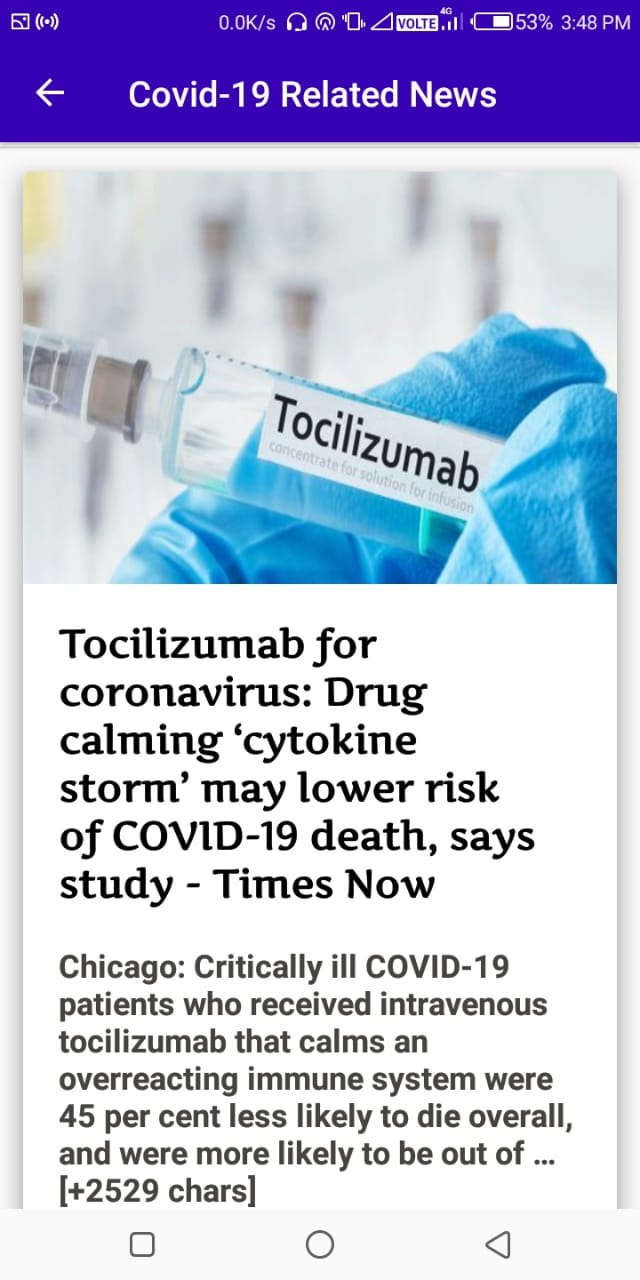 0.0K/s VOLTE 4G 53% 3:48 PM
Covid-19 Related News
Tocilizumab
concentrate for solution for infusion
Tocilizumab for
coronavirus: Drug
calming ‘cytokine
storm’ may lower risk
of COVID-19 death, says
study - Times Now
Chicago: Critically ill COVID-19
patients who received intravenous
tocilizumab that calms an
overreacting immune system were
45 per cent less likely to die overall,
and were more likely to be out of ...
[+2529 chars]